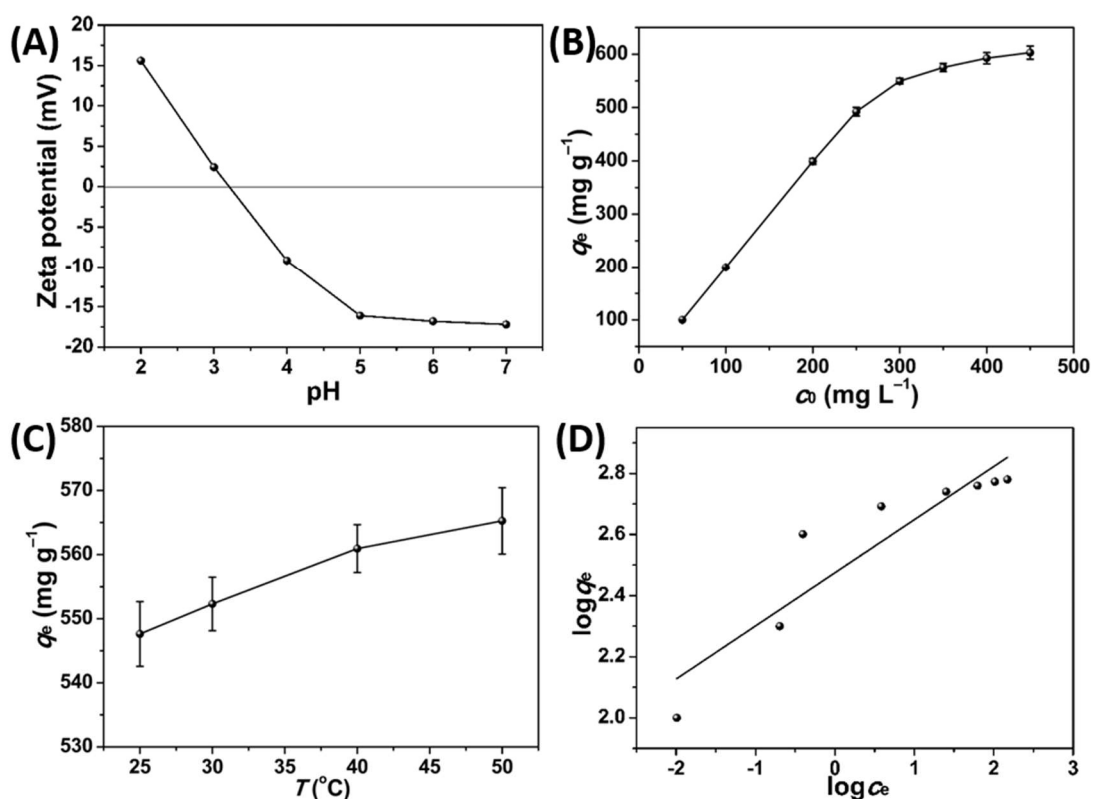 (A)
Zeta potential (mV)
20
15
10
5
0
-5
-10
-15
-20
2 3 4 5 6 7
pH
(B)
qe (mg g⁻¹)
600
500
400
300
200
100
0 100 200 300 400 500
c0 (mg L⁻¹)
(C)
qe (mg g⁻¹)
580
570
560
550
540
530
25 30 35 40 45 50
T (°C)
(D)
logqe
2.8
2.6
2.4
2.2
2.0
-2 -1 0 1 2 3
logce